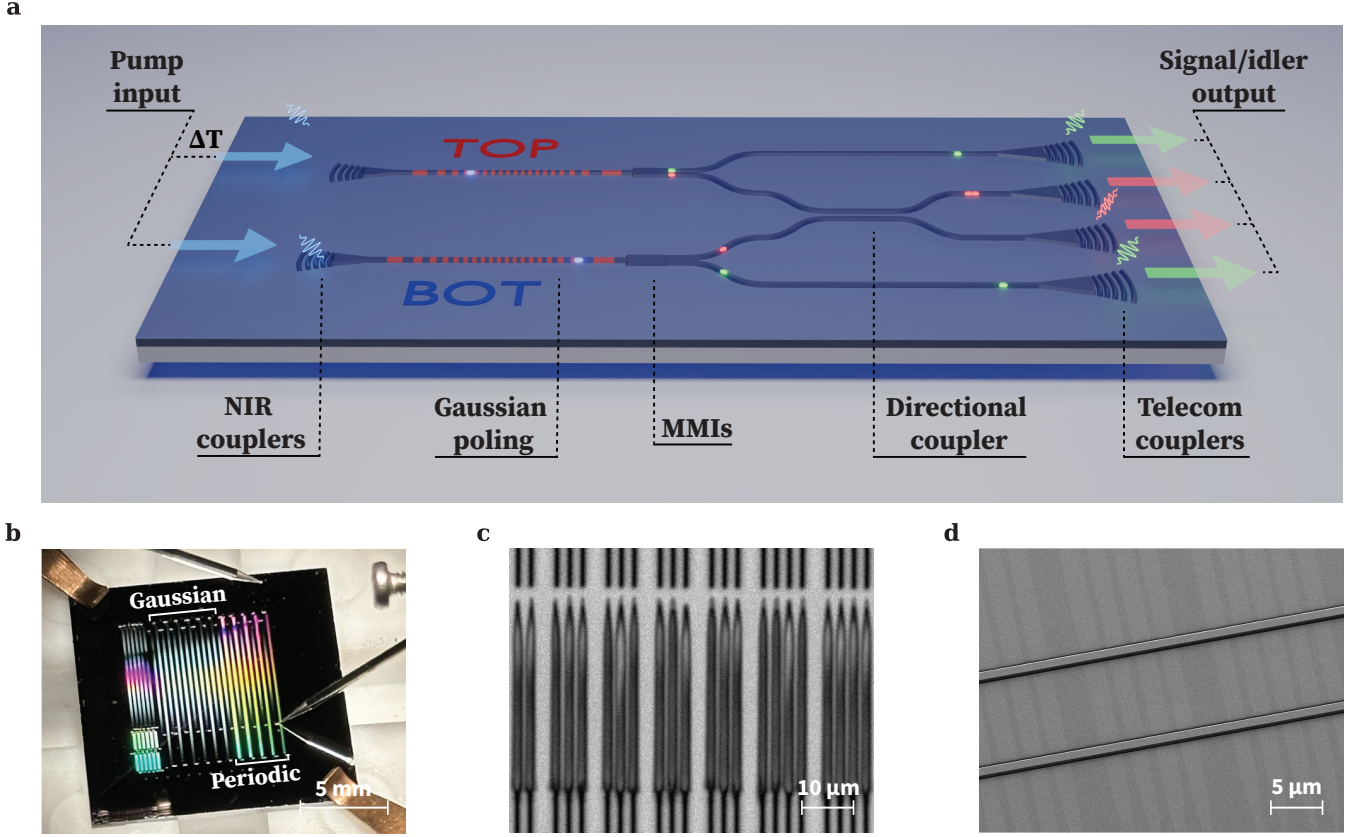 a
Pump
input
Signal/idler
output
ΔT
TOP
BOT
NIR
couplers
Gaussian
poling
MMIs
Directional
coupler
Telecom
couplers
b
Gaussian
Periodic
5 mm
c
10 μm
d
5 μm